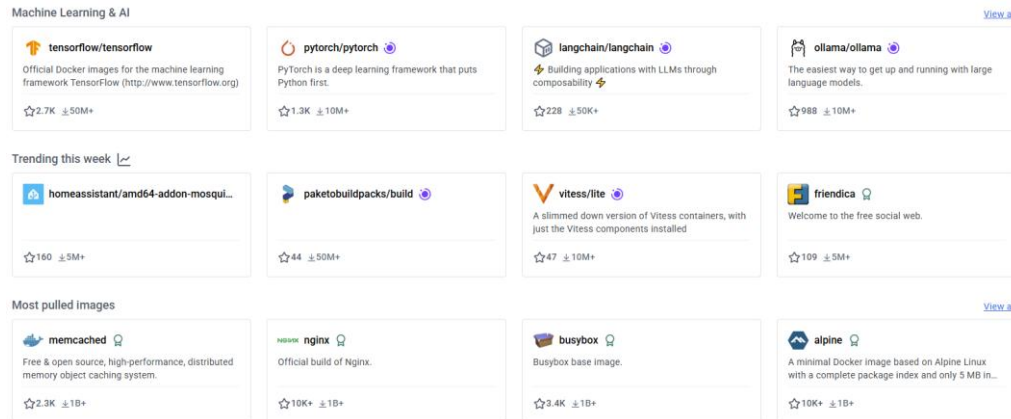 Machine Learning & AI
View a
tensorflow/tensorflow
Official Docker images for the machine learning
framework TensorFlow (http://www.tensorflow.org)
2.7K 50M+
pytorch/pytorch
PyTorch is a deep learning framework that puts
Python first.
1.3K 10M+
langchain/langchain
⚡ Building applications with LLMs through
composability ⚡
228 50K+
ollama/ollama
The easiest way to get up and running with large
language models.
988 10M+
Trending this week
homeassistant/amd64-addon-mosqui...
160 5M+
paketobuildpacks/build
44 50M+
vitess/lite
A slimmed down version of Vitess containers, with
just the Vitess components installed
47 10M+
friendica
Welcome to the free social web.
109 5M+
Most pulled images
View a
memcached
Free & open source, high-performance, distributed
memory object caching system.
2.3K 1B+
NGINX nginx
Official build of Nginx.
10K+ 1B+
busybox
Busybox base image.
3.4K 1B+
alpine
A minimal Docker image based on Alpine Linux
with a complete package index and only 5 MB in...
10K+ 1B+